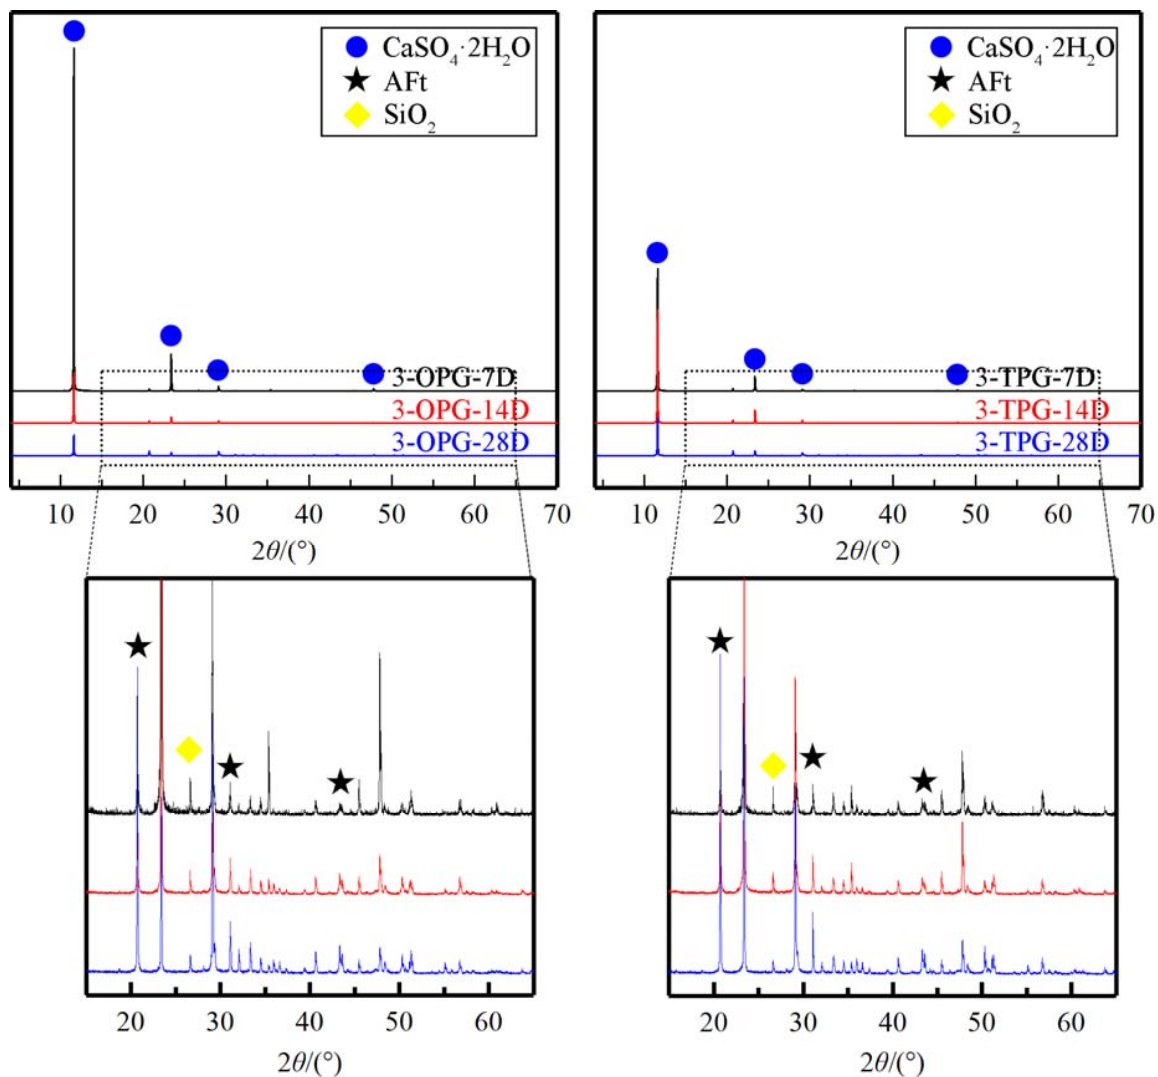 CaSO₄·2H₂O
AFt
SiO₂
3-OPG-7D
3-OPG-14D
3-OPG-28D
10 20 30 40 50 60 70
2θ/(°)
CaSO₄·2H₂O
AFt
SiO₂
3-TPG-7D
3-TPG-14D
3-TPG-28D
10 20 30 40 50 60 70
2θ/(°)
20 30 40 50 60
2θ/(°)
20 30 40 50 60
2θ/(°)